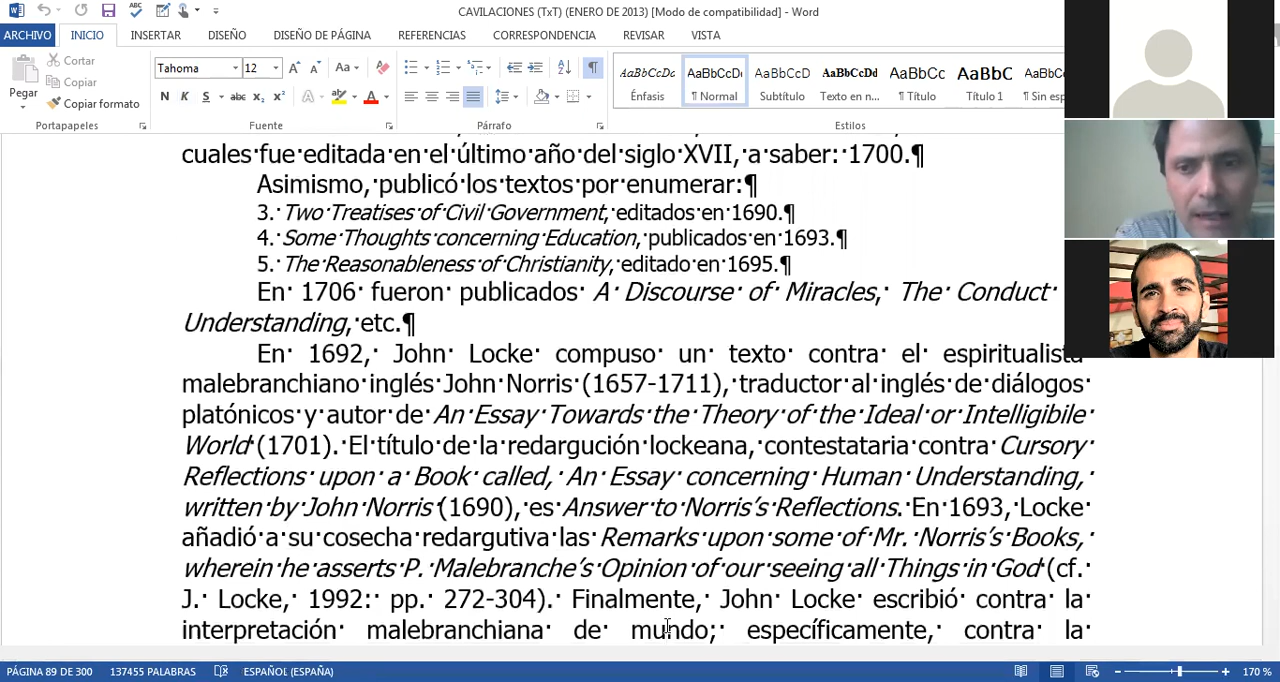 CAVILACIONES (TxT) (ENERO DE 2013) [Modo de compatibilidad] - Word
ARCHIVO INICIO INSERTAR DISEÑO DISEÑO DE PÁGINA REFERENCIAS CORRESPONDENCIA REVISAR VISTA
Cortar
Copiar
Pegar
Copiar formato
Tahoma 12
AaBbCcDc AaBbCcDc AaBbCcD AaBbCcDd AaBbCc AaBbC AaBbCc
Énfasis ¶ Normal Subtítulo Texto en n... ¶ Título Título 1 ¶ Sin esp
Portapapeles Fuente Párrafo Estilos
cuales fue editada en el último año del siglo XVII, a saber: 1700.¶
Asimismo, publicó los textos por enumerar:¶
3. Two Treatises of Civil Government, editados en 1690.¶
4. Some Thoughts concerning Education, publicados en 1693.¶
5. The Reasonableness of Christianity, editado en 1695.¶
En 1706 fueron publicados A Discourse of Miracles, The Conduct
Understanding, etc.¶
En 1692, John Locke compuso un texto contra el espiritualista
malebranchiano inglés John Norris (1657-1711), traductor al inglés de diálogos
platónicos y autor de An Essay Towards the Theory of the Ideal or Intelligibile
World (1701). El título de la redargución lockeana, contestataria contra Cursory
Reflections upon a Book called, An Essay concerning Human Understanding,
written by John Norris (1690), es Answer to Norris's Reflections. En 1693, Locke
añadió a su cosecha redargutiva las Remarks upon some of Mr. Norris's Books,
wherein he asserts P. Malebranche's Opinion of our seeing all Things in God (cf.
J. Locke, 1992: pp. 272-304). Finalmente, John Locke escribió contra la
interpretación malebranchiana de mundo; específicamente, contra la
PÁGINA 89 DE 300 137455 PALABRAS ESPAÑOL (ESPAÑA) 170 %